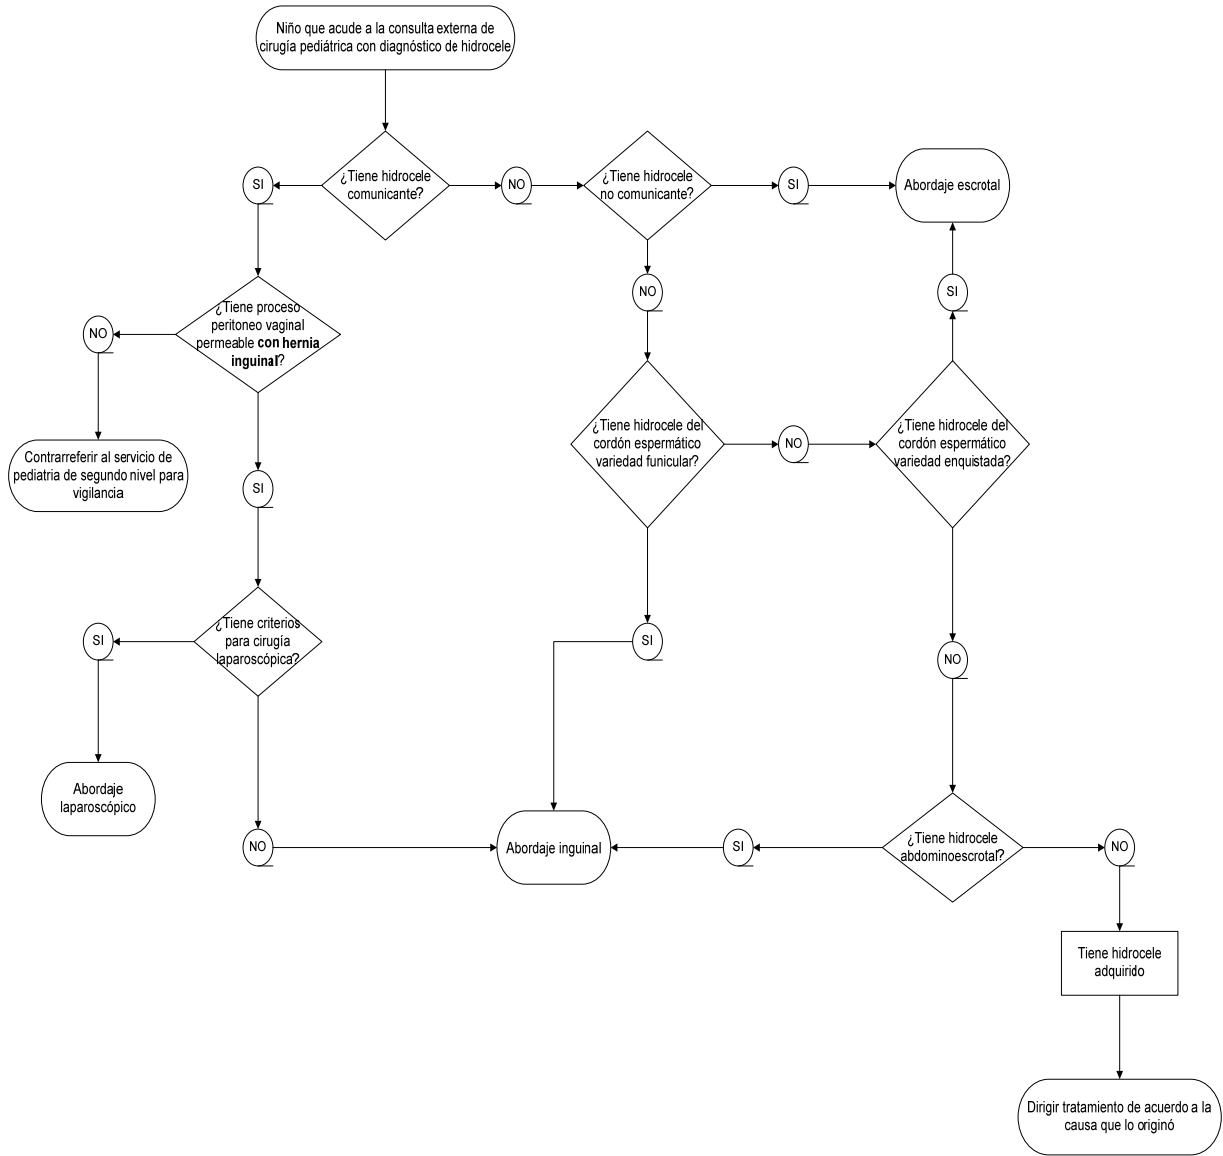 Niño que acude a la consulta externa de
cirugía pediátrica con diagnóstico de hidrocele
¿Tiene hidrocele
comunicante?
SI
NO
¿Tiene hidrocele
no comunicante?
SI
Abordaje escrotal
NO
SI
¿Tiene proceso
peritoneo vaginal
permeable con hernia
inguinal?
NO
Contrarreferir al servicio de
pediatria de segundo nivel para
vigilancia
SI
¿Tiene hidrocele del
cordón espermático
variedad funicular?
NO
¿Tiene hidrocele del
cordón espermático
variedad enquistada?
¿Tiene criterios
para cirugía
laparoscópica?
SI
SI
NO
Abordaje
laparoscópico
NO
Abordaje inguinal
SI
¿Tiene hidrocele
abdominoescrotal?
NO
Tiene hidrocele
adquirido
Dirigir tratamiento de acuerdo a la
causa que lo originó